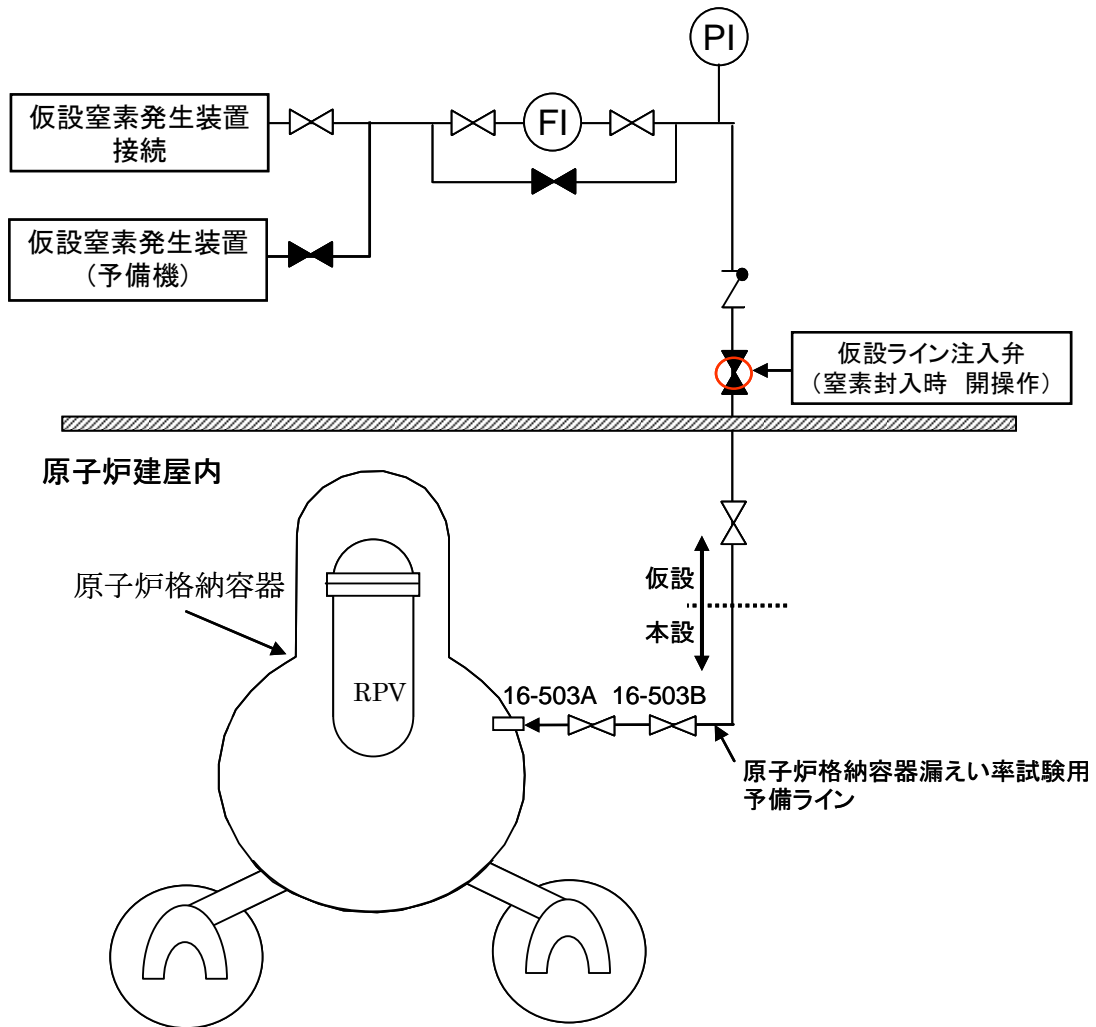 PI
仮設窒素発生装置
接続
FI
仮設窒素発生装置
（予備機）
仮設ライン注入弁
（窒素封入時　開操作）
原子炉建屋内
原子炉格納容器
仮設
本設
RPV
16-503A
16-503B
原子炉格納容器漏えい率試験用
予備ライン